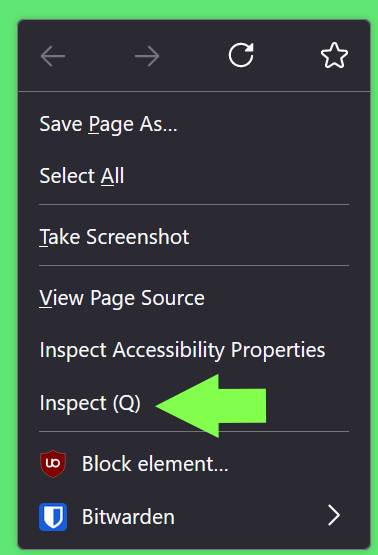 Save Page As...
Select All
Take Screenshot
View Page Source
Inspect Accessibility Properties
Inspect (Q)
uo Block element...
Bitwarden